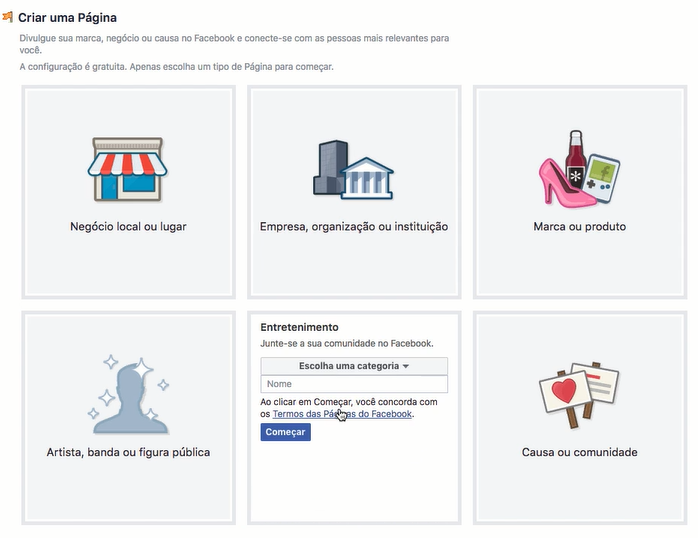 Criar uma Página
Divulgue sua marca, negócio ou causa no Facebook e conecte-se com as pessoas mais relevantes para
você.
A configuração é gratuita. Apenas escolha um tipo de Página para começar.
Negócio local ou lugar
Empresa, organização ou instituição
Marca ou produto
Artista, banda ou figura pública
Entretenimento
Junte-se a sua comunidade no Facebook.
Escolha uma categoria
Nome
Ao clicar em Começar, você concorda com
os Termos das Páginas do Facebook.
Começar
Causa ou comunidade